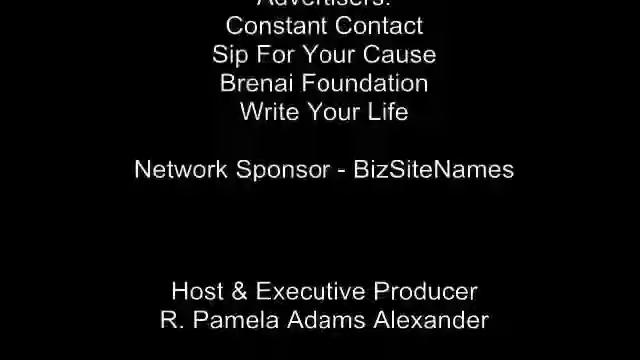 Advertisers:
Constant Contact
Sip For Your Cause
Brenai Foundation
Write Your Life
Network Sponsor - BizSiteNames
Host & Executive Producer
R. Pamela Adams Alexander